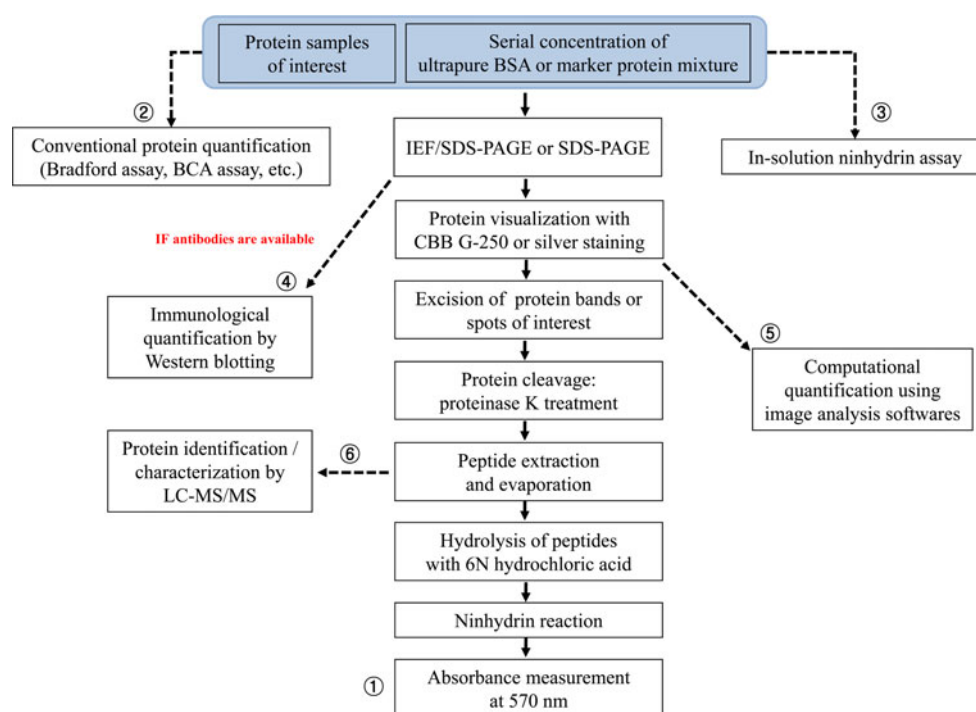 Protein samples
of interest
Serial concentration of
ultrapure BSA or marker protein mixture
②
③
Conventional protein quantification
(Bradford assay, BCA assay, etc.)
IEF/SDS-PAGE or SDS-PAGE
In-solution ninhydrin assay
Protein visualization with
CBB G-250 or silver staining
IF antibodies are available
④
Immunological
quantification by
Western blotting
Excision of protein bands or
spots of interest
⑤
Computational
quantification using
image analysis softwares
Protein cleavage:
proteinase K treatment
Protein identification /
characterization by
LC-MS/MS
⑥
Peptide extraction
and evaporation
Hydrolysis of peptides
with 6N hydrochloric acid
Ninhydrin reaction
①
Absorbance measurement
at 570 nm